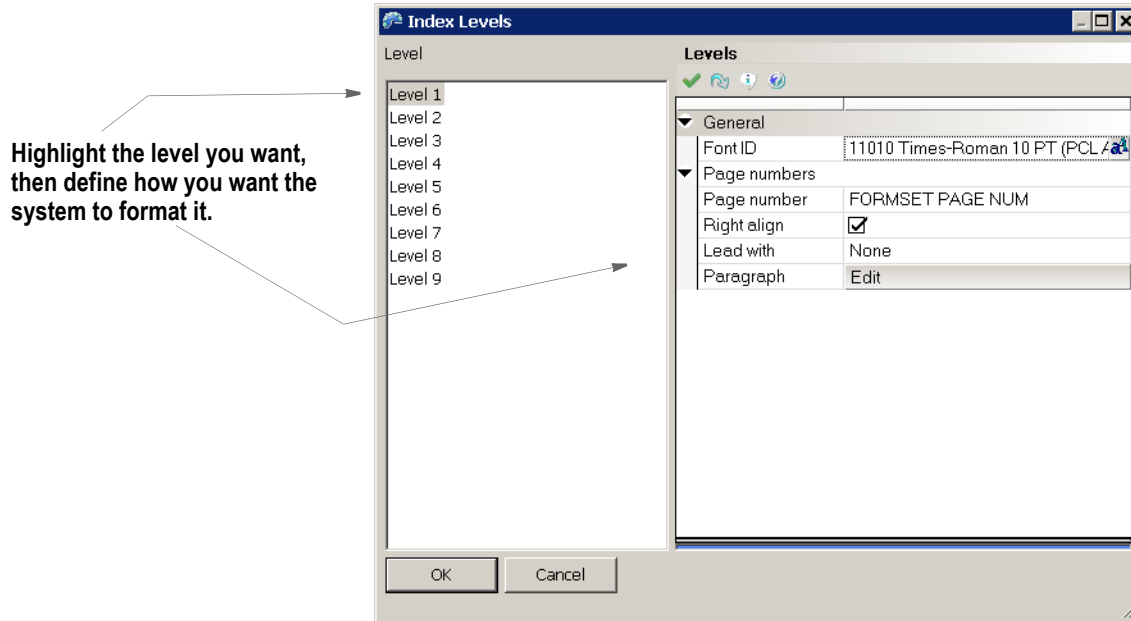 Index Levels
Level
Levels
Highlight the level you want,
then define how you want the
system to format it.
Level 1
Level 2
Level 3
Level 4
Level 5
Level 6
Level 7
Level 8
Level 9
General
Font ID 11010 Times-Roman 10 PT (PCL
Page numbers
Page number FORMSET PAGE NUM
Right align
Lead with None
Paragraph Edit
OK Cancel